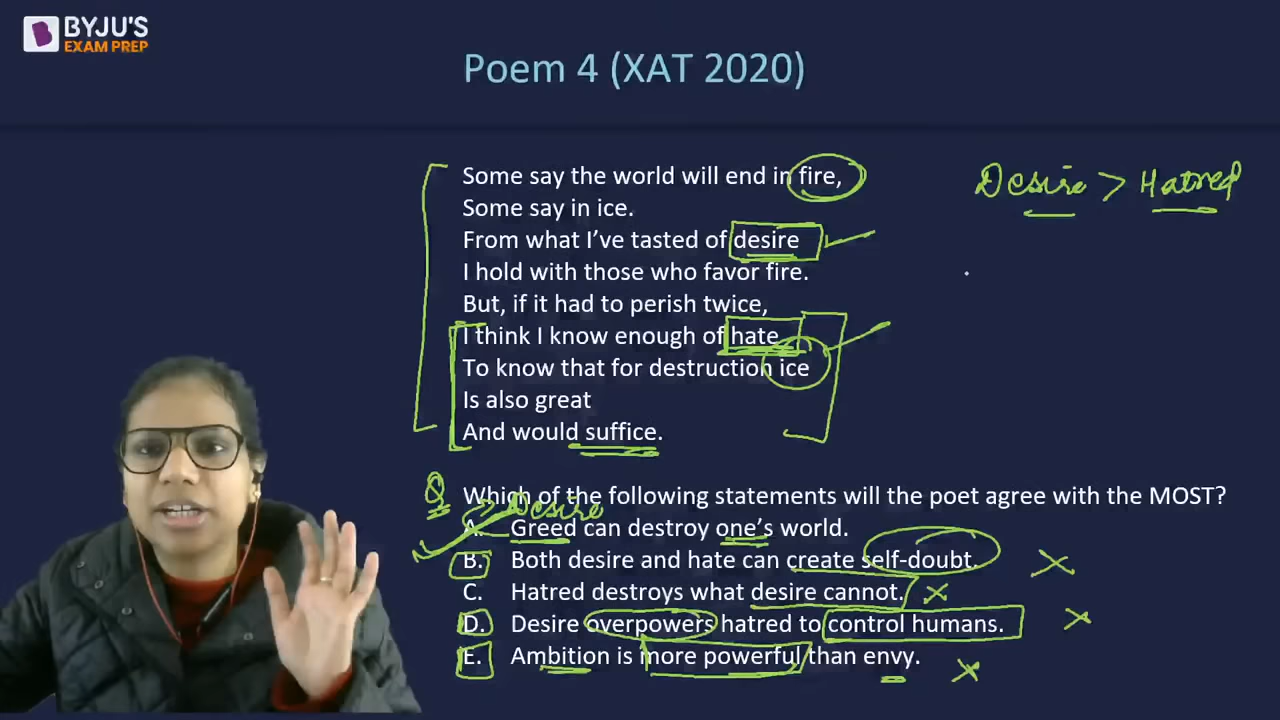 BYJU'S
EXAM PREP
Poem 4 (XAT 2020)
Some say the world will end in fire,
Some say in ice.
From what I've tasted of desire
I hold with those who favor fire.
But, if it had to perish twice,
I think I know enough of hate
To know that for destruction ice
Is also great
And would suffice.
Desire > Hatred
Q Which of the following statements will the poet agree with the MOST?
Desire
A. Greed can destroy one's world.
B. Both desire and hate can create self-doubt.
C. Hatred destroys what desire cannot.
D. Desire overpowers hatred to control humans.
E. Ambition is more powerful than envy.